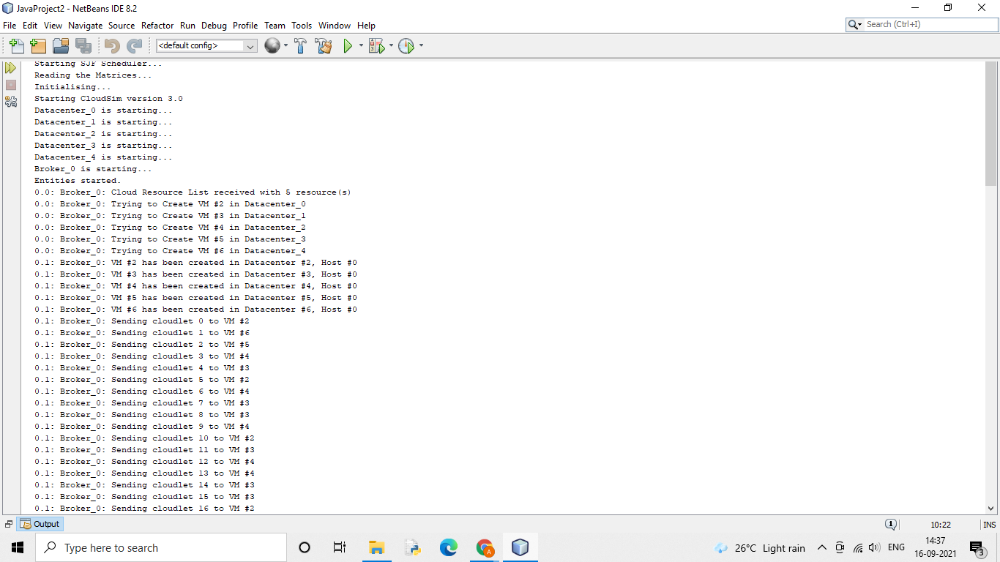 JavaProject2 - NetBeans IDE 8.2
File Edit View Navigate Source Refactor Run Debug Profile Team Tools Window Help
Search (Ctrl+I)
<default config>
Starting SJF Scheduler...
Reading the Matrices...
Initialising...
Starting CloudSim version 3.0
Datacenter_0 is starting...
Datacenter_1 is starting...
Datacenter_2 is starting...
Datacenter_3 is starting...
Datacenter_4 is starting...
Broker_0 is starting...
Entities started.
0.0: Broker_0: Cloud Resource List received with 5 resource(s)
0.0: Broker_0: Trying to Create VM #2 in Datacenter_0
0.0: Broker_0: Trying to Create VM #3 in Datacenter_1
0.0: Broker_0: Trying to Create VM #4 in Datacenter_2
0.0: Broker_0: Trying to Create VM #5 in Datacenter_3
0.0: Broker_0: Trying to Create VM #6 in Datacenter_4
0.1: Broker_0: VM #2 has been created in Datacenter #2, Host #0
0.1: Broker_0: VM #3 has been created in Datacenter #3, Host #0
0.1: Broker_0: VM #4 has been created in Datacenter #4, Host #0
0.1: Broker_0: VM #5 has been created in Datacenter #5, Host #0
0.1: Broker_0: VM #6 has been created in Datacenter #6, Host #0
0.1: Broker_0: Sending cloudlet 0 to VM #2
0.1: Broker_0: Sending cloudlet 1 to VM #6
0.1: Broker_0: Sending cloudlet 2 to VM #5
0.1: Broker_0: Sending cloudlet 3 to VM #4
0.1: Broker_0: Sending cloudlet 4 to VM #3
0.1: Broker_0: Sending cloudlet 5 to VM #2
0.1: Broker_0: Sending cloudlet 6 to VM #4
0.1: Broker_0: Sending cloudlet 7 to VM #3
0.1: Broker_0: Sending cloudlet 8 to VM #3
0.1: Broker_0: Sending cloudlet 9 to VM #4
0.1: Broker_0: Sending cloudlet 10 to VM #2
0.1: Broker_0: Sending cloudlet 11 to VM #3
0.1: Broker_0: Sending cloudlet 12 to VM #4
0.1: Broker_0: Sending cloudlet 13 to VM #4
0.1: Broker_0: Sending cloudlet 14 to VM #3
0.1: Broker_0: Sending cloudlet 15 to VM #3
0.1: Broker_0: Sending cloudlet 16 to VM #2
Output
1
10:22
INS
Type here to search
A
26°C Light rain
ENG
14:37
16-09-2021
3